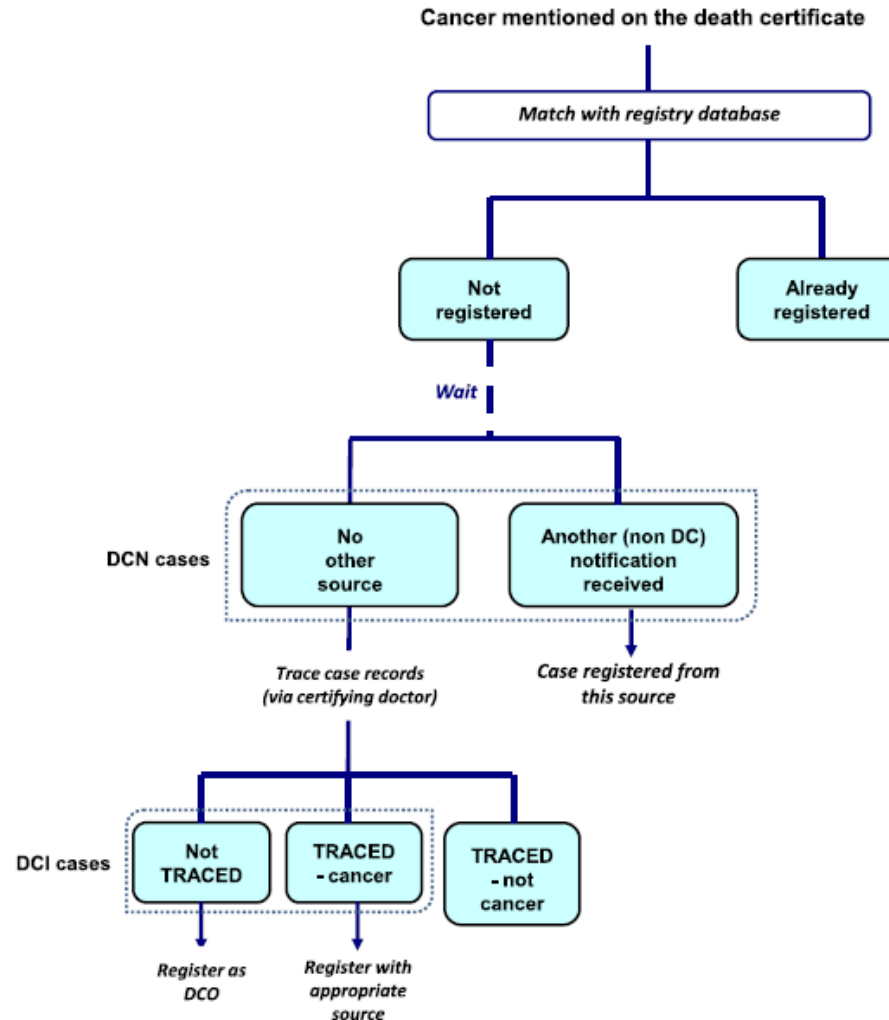 Cancer mentioned on the death certificate
Match with registry database
Not
registered
Already
registered
Wait
DCN cases
No
other
source
Another (non DC)
notification
received
Trace case records
(via certifying doctor)
Case registered from
this source
DCI cases
Not
TRACED
TRACED
- cancer
TRACED
- not
cancer
Register as
DCO
Register with
appropriate
source